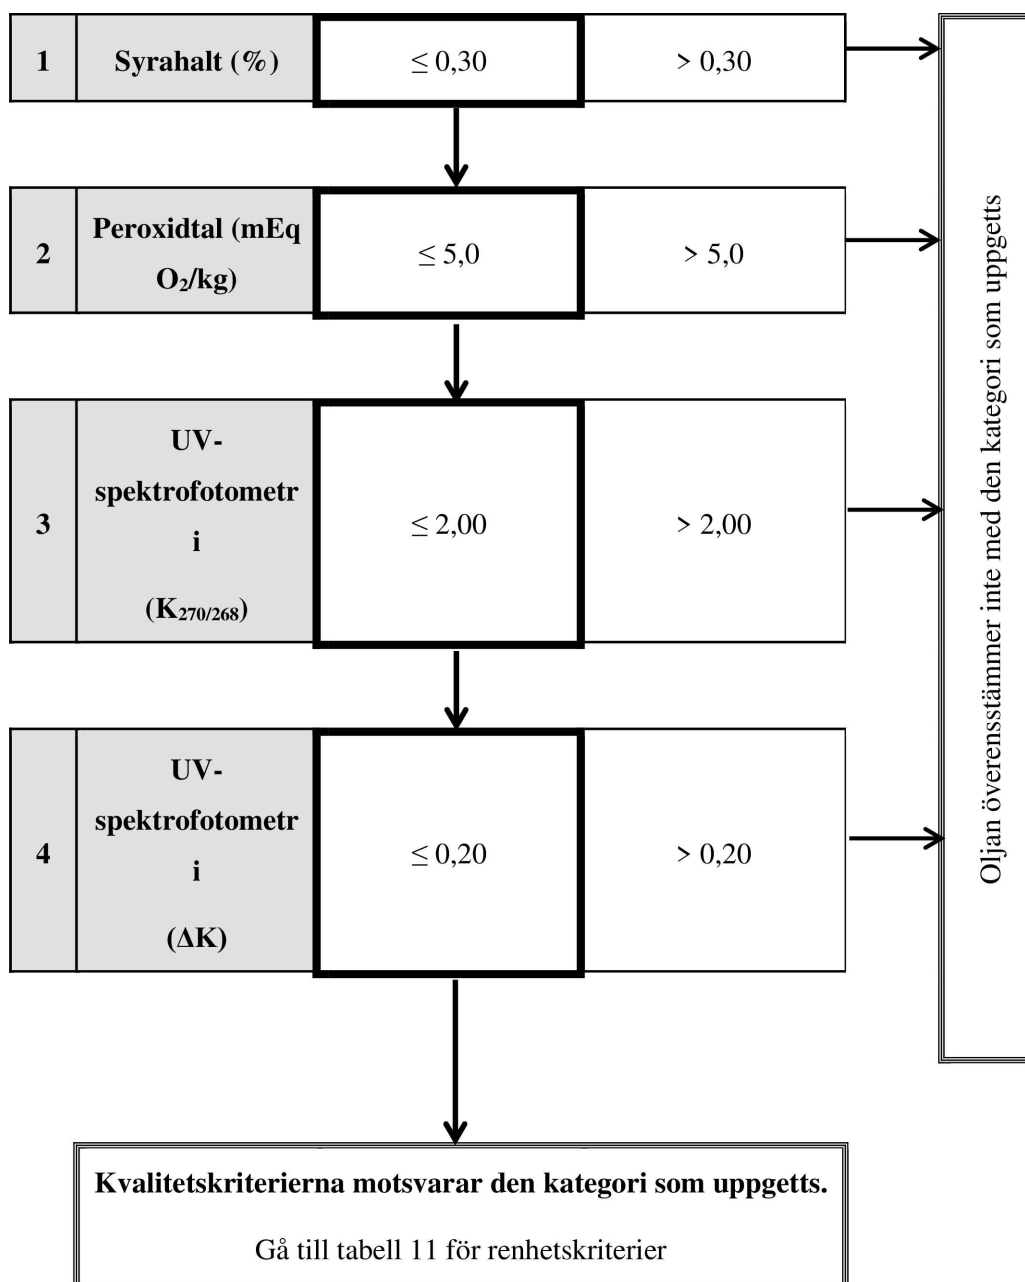 1 Syrahalt (%) ≤ 0,30 > 0,30
2 Peroxidtal (mEq
O₂/kg) ≤ 5,0 > 5,0
3 UV-
spektrofotometr
i ≤ 2,00 > 2,00
(K₂₇₀/₂₆₈)
4 UV-
spektrofotometr
i ≤ 0,20 > 0,20
(ΔK)
Oljan överensstämmer inte med den kategori som uppgetts
Kvalitetskriterierna motsvarar den kategori som uppgetts.
Gå till tabell 11 för renhetskriterier